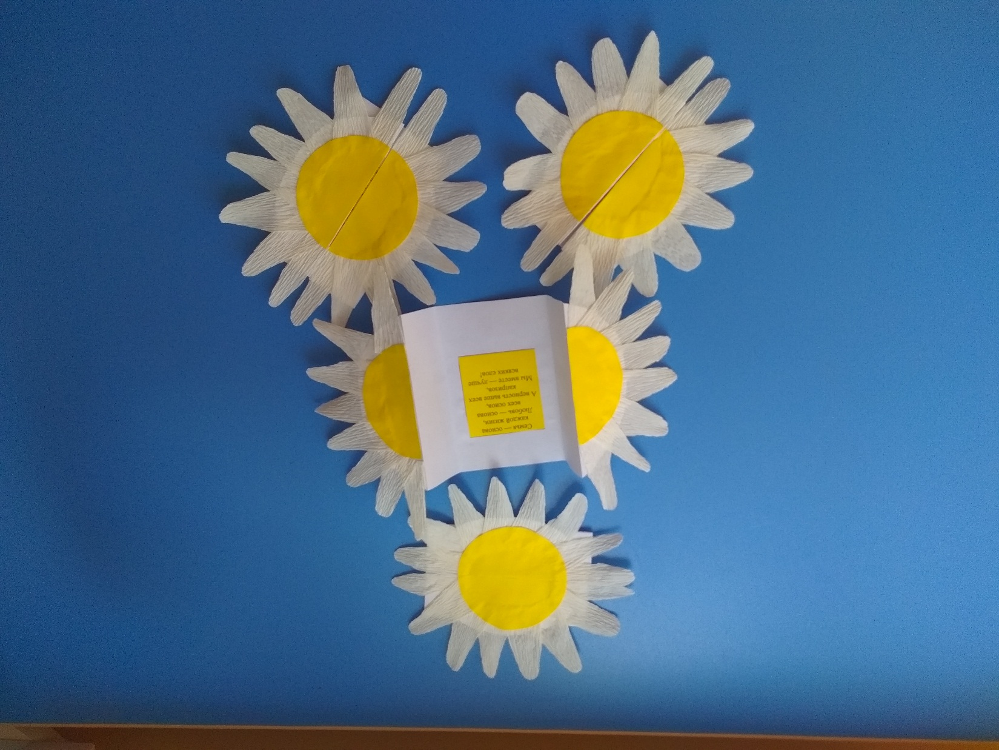 Семья — основа
каждой жизни,
Любовь — основа
всех основ,
А верность выше всех
капризов,
Мы вместе — лучше
всяких слов!